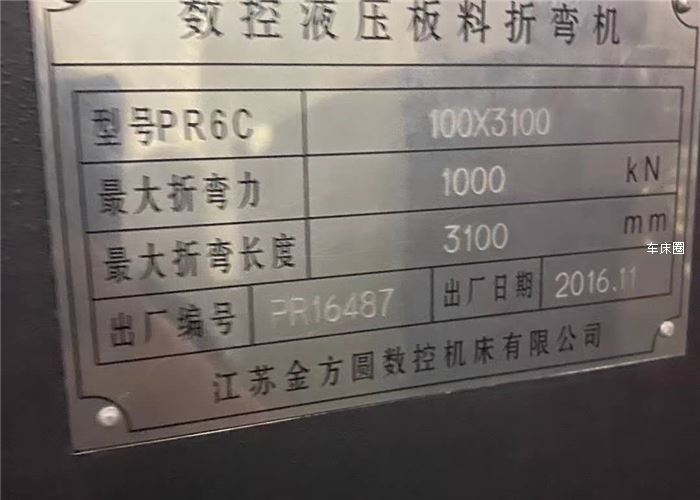 数控液压板料折弯机
型号PR6C 100X3100
最大折弯力 1000 kN
最大折弯长度 3100 mm
出厂编号 PR16487 出厂日期 2016.11
江苏金方圆数控机床有限公司
车床圈